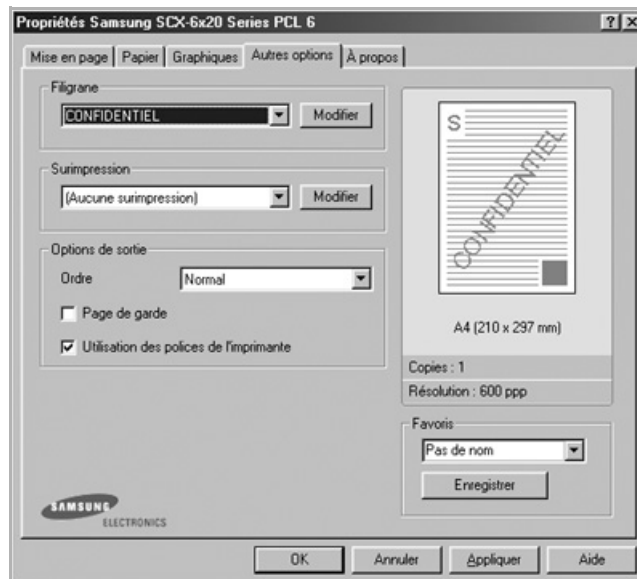 Propriétés Samsung SCX-6x20 Series PCL 6
Mise en page Papier Graphiques Autres options À propos
Filigrane
CONFIDENTIEL Modifier
Surimpression
(Aucune surimpression) Modifier
Options de sortie
Ordre Normal
Page de garde
Utilisation des polices de l'imprimante
S
CONFIDENTIEL
A4 (210 x 297 mm)
Copies : 1
Résolution : 600 ppp
Favoris
Pas de nom
Enregistrer
SAMSUNG
ELECTRONICS
OK Annuler Appliquer Aide